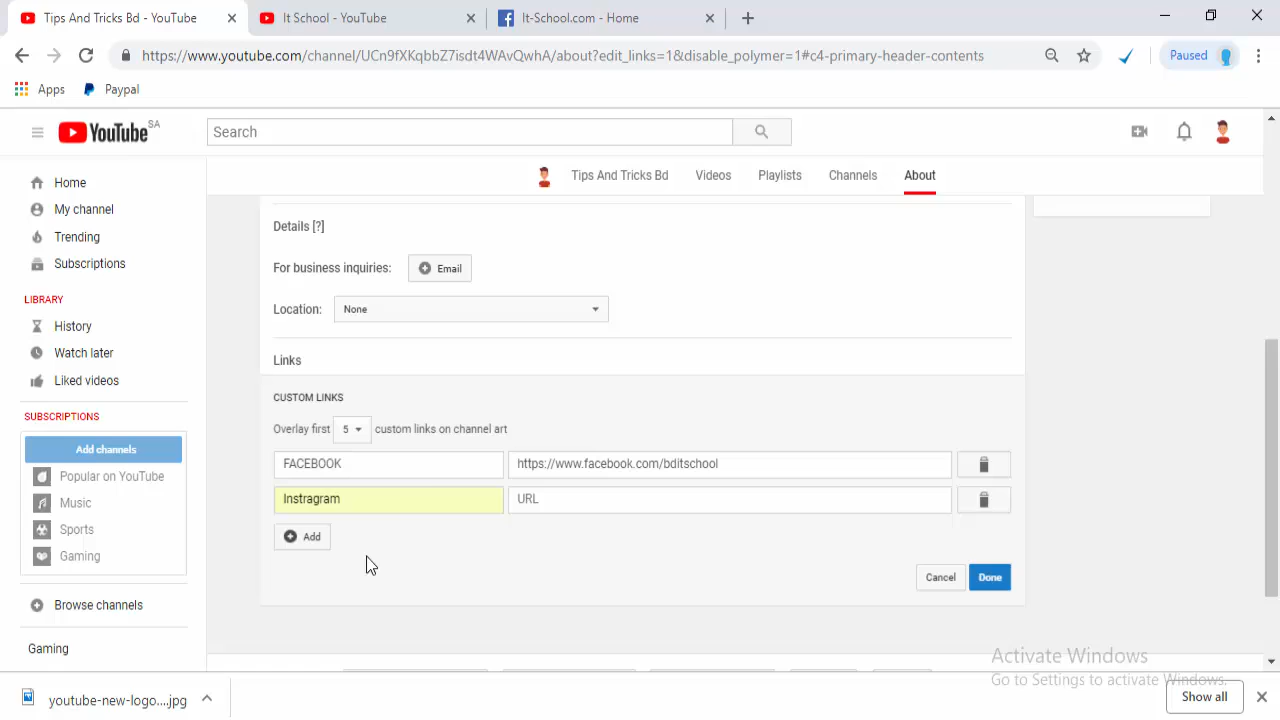 Tips And Tricks Bd - YouTube
It School - YouTube
It-School.com - Home
https://www.youtube.com/channel/UCn9fXKqbbZ7isdt4WAvQwhA/about?edit_links=1&disable_polymer=1#c4-primary-header-contents
Paused
Apps
Paypal
YouTube SA
Search
Tips And Tricks Bd
Videos
Playlists
Channels
About
Home
My channel
Trending
Subscriptions
LIBRARY
History
Watch later
Liked videos
SUBSCRIPTIONS
Add channels
Popular on YouTube
Music
Sports
Gaming
Browse channels
Gaming
Details [?]
For business inquiries:
Email
Location:
None
Links
CUSTOM LINKS
Overlay first 5 custom links on channel art
FACEBOOK
https://www.facebook.com/bditschool
Instragram
URL
Add
Cancel
Done
Activate Windows
Go to Settings to activate Windows.
youtube-new-logo....jpg
Show all